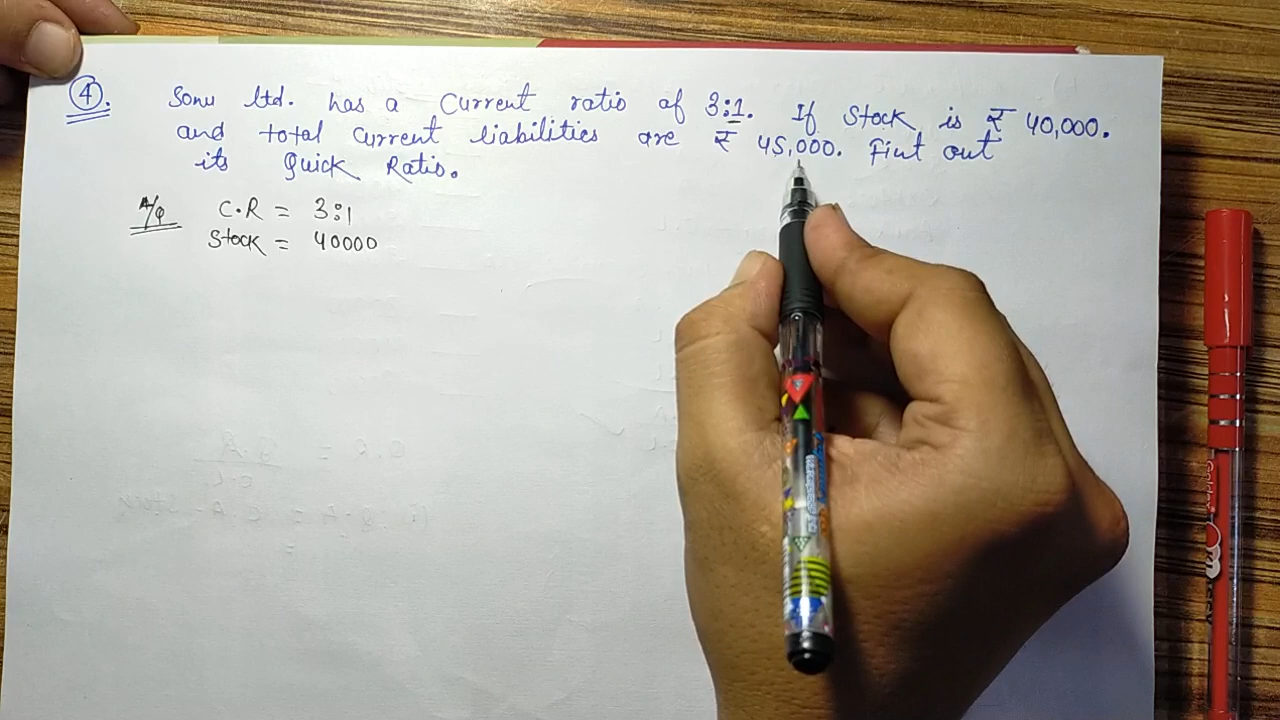 4. Sonu ltd. has a Current ratio of 3:1. If Stock is ₹ 40,000.
and total current liabilities are ₹ 45,000. Fint out
its Quick Ratio.
A/Q C.R = 3:1
Stock = 40000